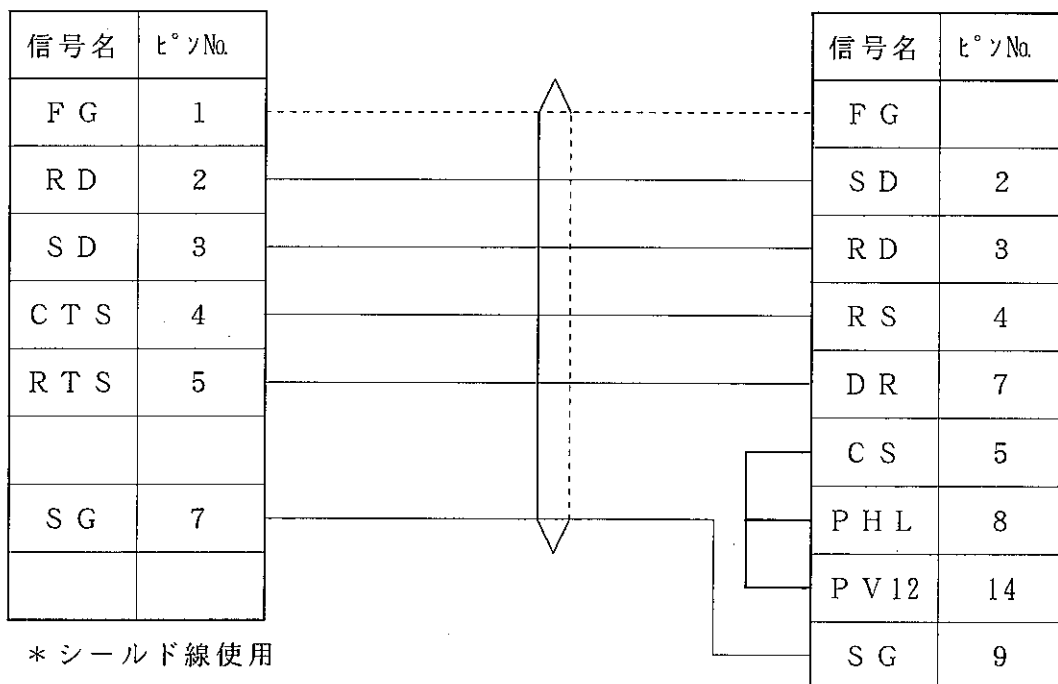 信号名 ﾋﾟﾝNo.
FG 1
RD 2
SD 3
CTS 4
RTS 5
SG 7
*シールド線使用
信号名 ﾋﾟﾝNo.
FG
SD 2
RD 3
RS 4
DR 7
CS 5
PHL 8
PV12 14
SG 9